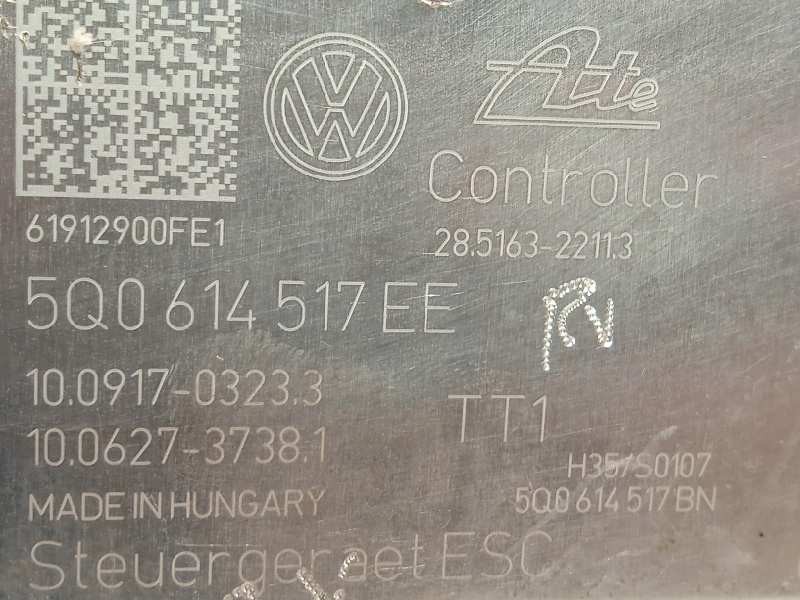 Ate
Controller
61912900FE1
28.5163-2211.3
5Q0 614 517 EE
10.0917-0323.3
TT1
10.0627-3738.1
H35/S0107
MADE IN HUNGARY
5Q0 614 517 BN
Steuergeraet ESC